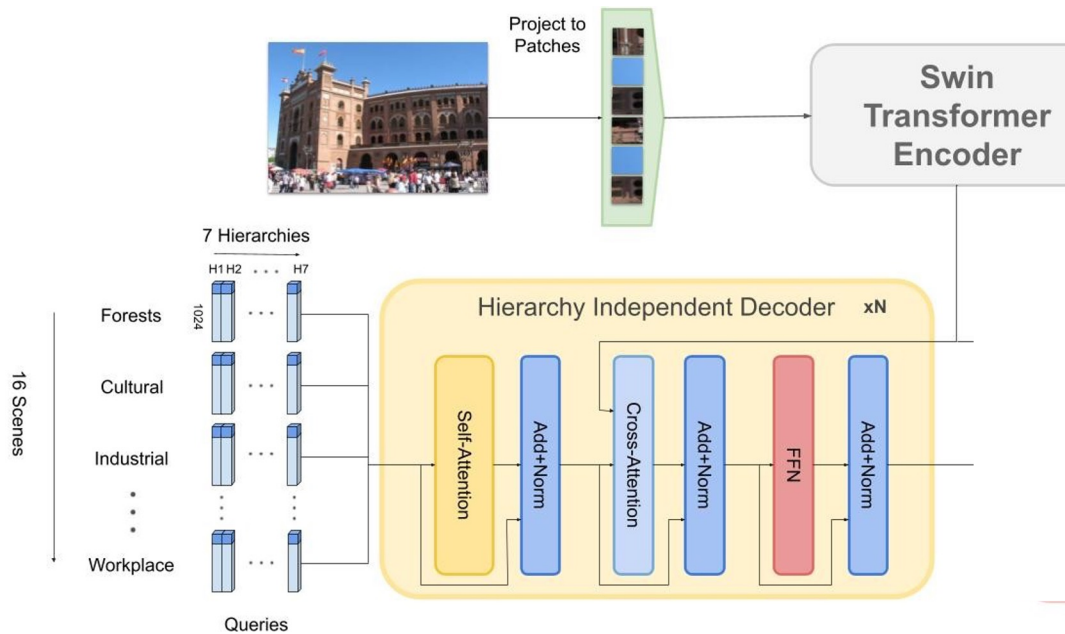 Project to
Patches
Swin
Transformer
Encoder
7 Hierarchies
H1 H2 H7
1024
16 Scenes
Forests
Cultural
Industrial
Workplace
Queries
Hierarchy Independent Decoder xN
Self-Attention
Add+Norm
Cross-Attention
Add+Norm
FFN
Add+Norm